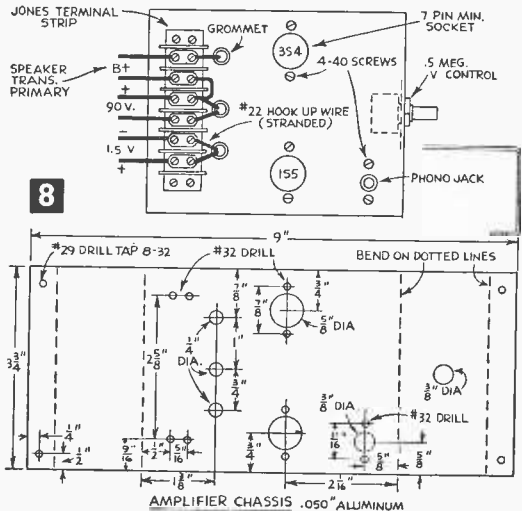 JONES TERMINAL
STRIP
GROMMET
7 PIN MIN.
SOCKET
3S4
4-40 SCREWS
.5 MEG.
V CONTROL
SPEAKER
TRANS.
PRIMARY
B+
+
90 V.
−
1.5 V
+
#22 HOOK UP WIRE
(STRANDED)
1S5
PHONO JACK
8
9"
#29 DRILL TAP 8-32
#32 DRILL
BEND ON DOTTED LINES
7/8"
7/8"
3/4"
5/8"
DIA
1/4"
DIA.
1"
3/4"
2 5/8"
3 3/4"
3/8" DIA
3/8"
DIA
#32 DRILL
1/4"
1/2"
9/16"
1/2"
5/16"
3/4"
11/16"
5/8"
5/8"
1 3/8"
2 1/16"
AMPLIFIER CHASSIS .050" ALUMINUM